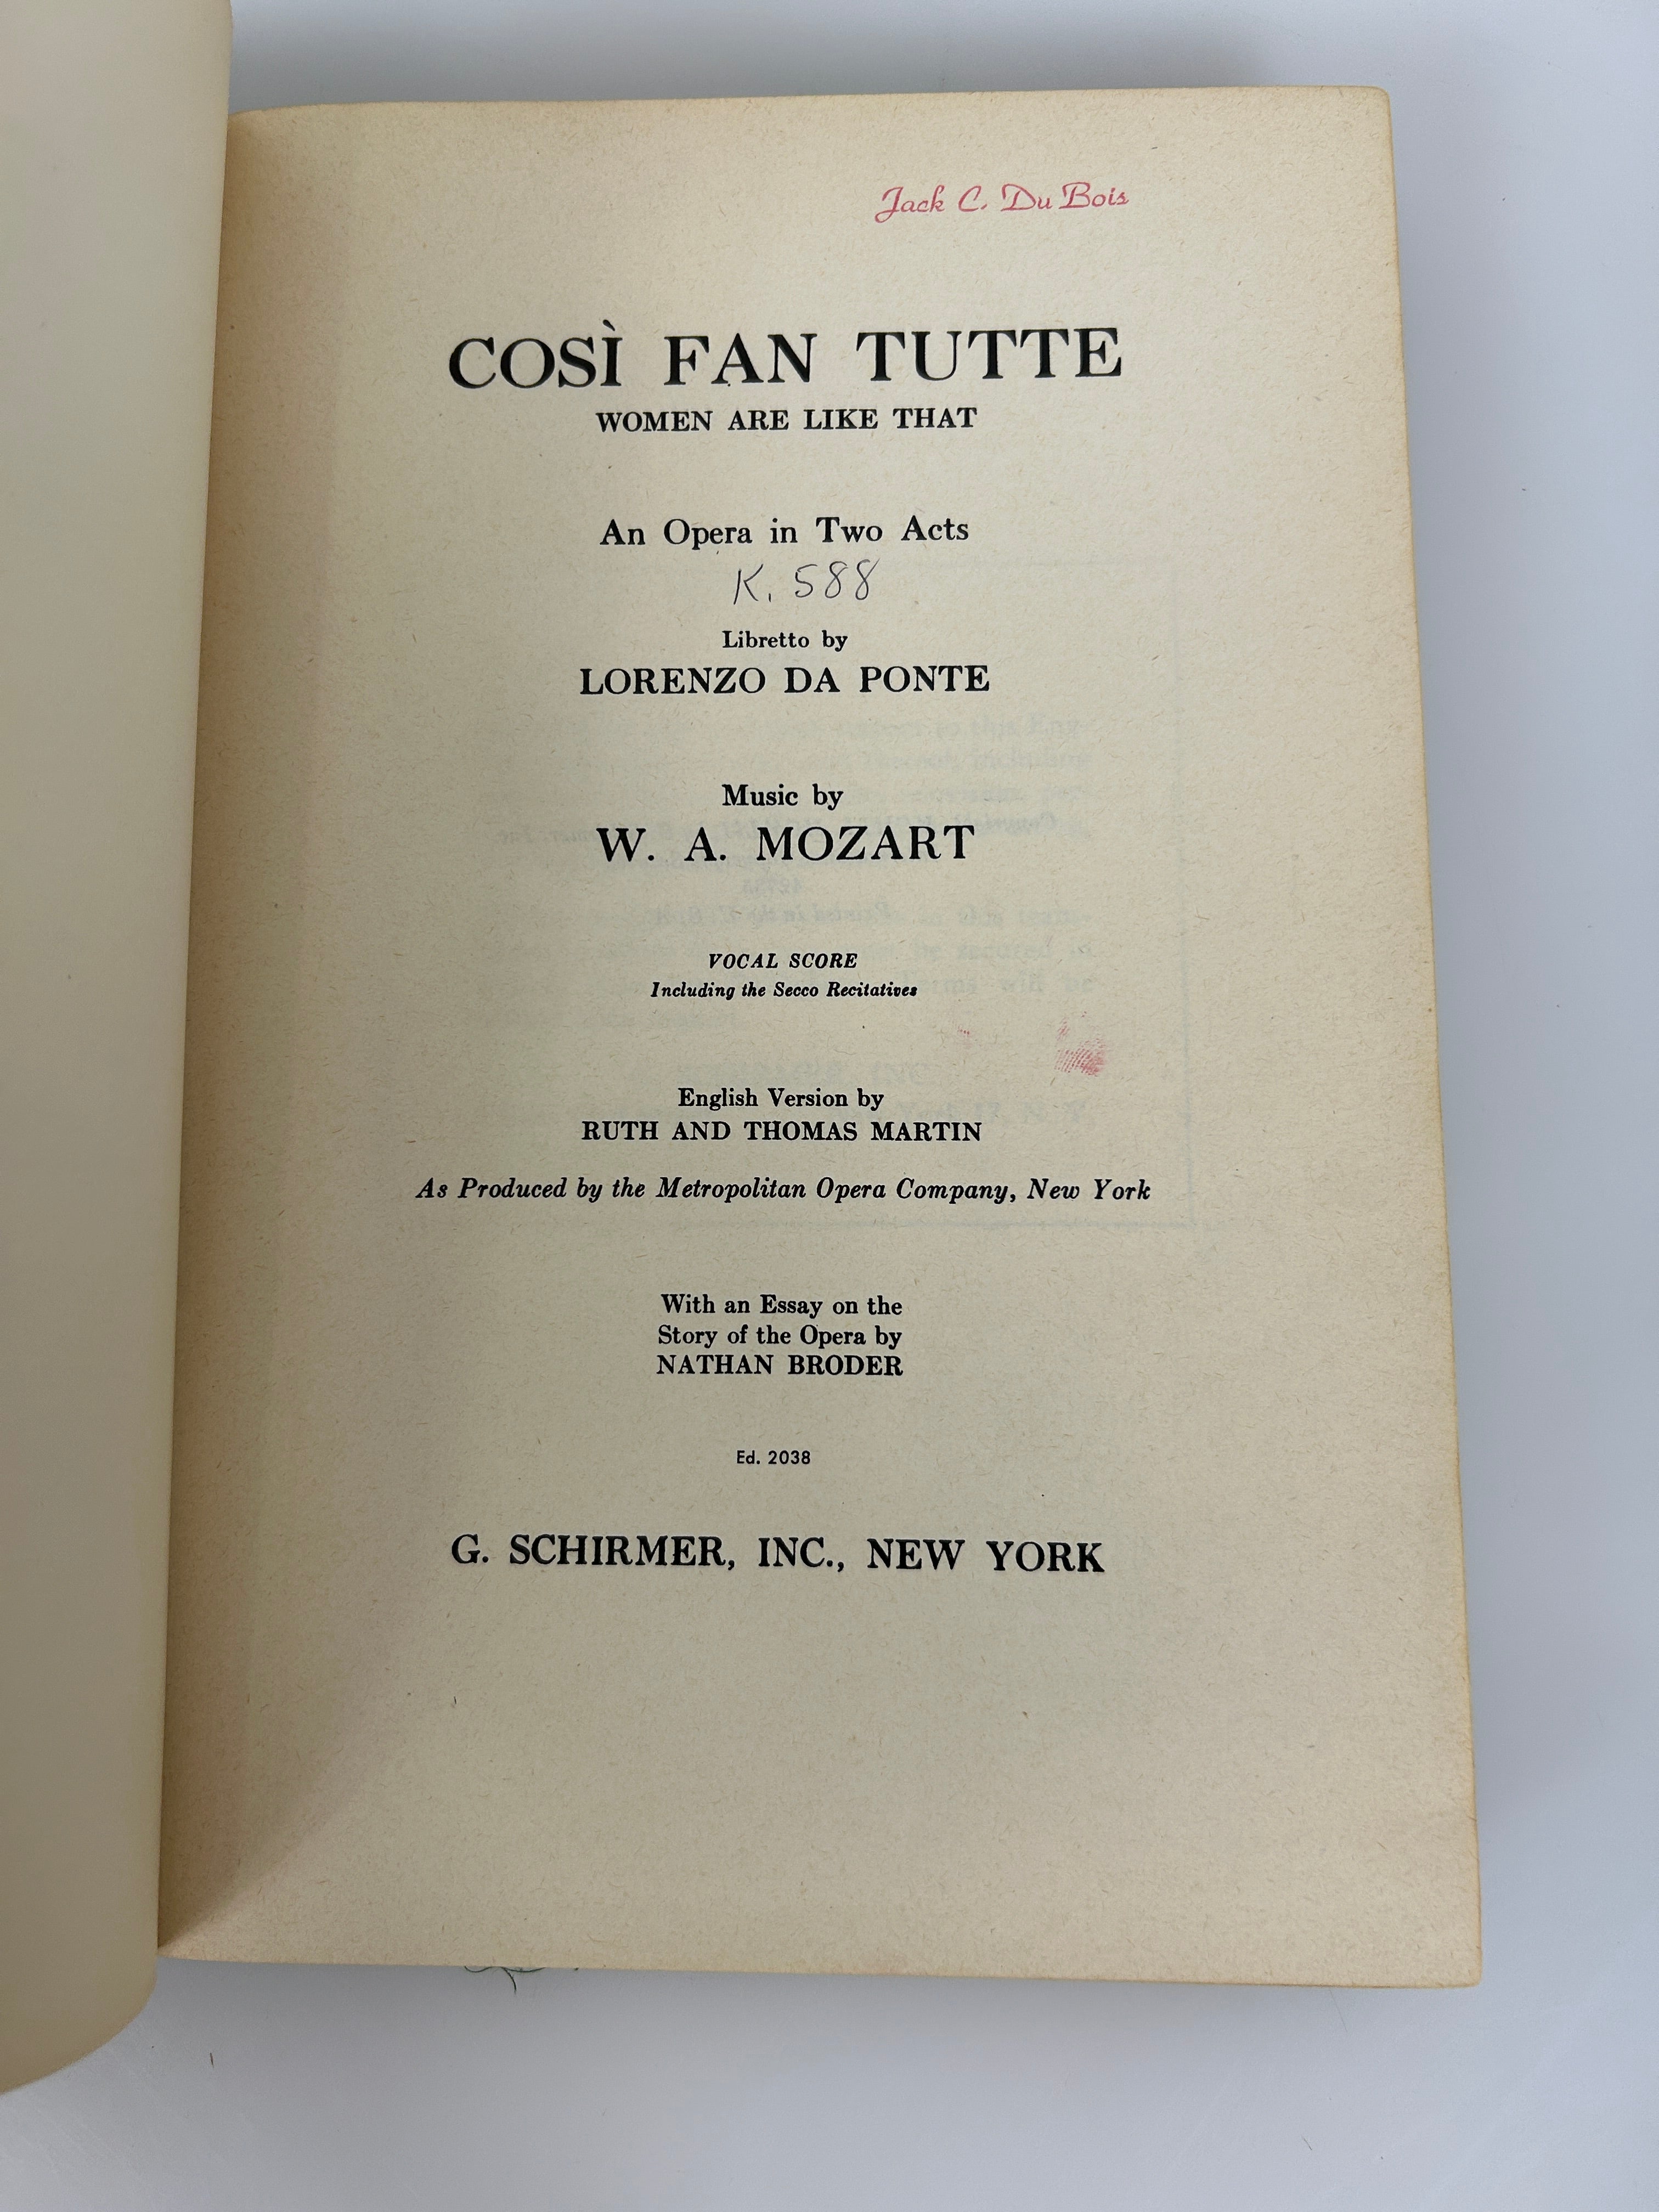 Jack C. Du Bois
COSÌ FAN TUTTE
WOMEN ARE LIKE THAT
An Opera in Two Acts
K. 588
Libretto by
LORENZO DA PONTE
Music by
W. A. MOZART
VOCAL SCORE
Including the Secco Recitatives
English Version by
RUTH AND THOMAS MARTIN
As Produced by the Metropolitan Opera Company, New York
With an Essay on the
Story of the Opera by
NATHAN BRODER
Ed. 2038
G. SCHIRMER, INC., NEW YORK